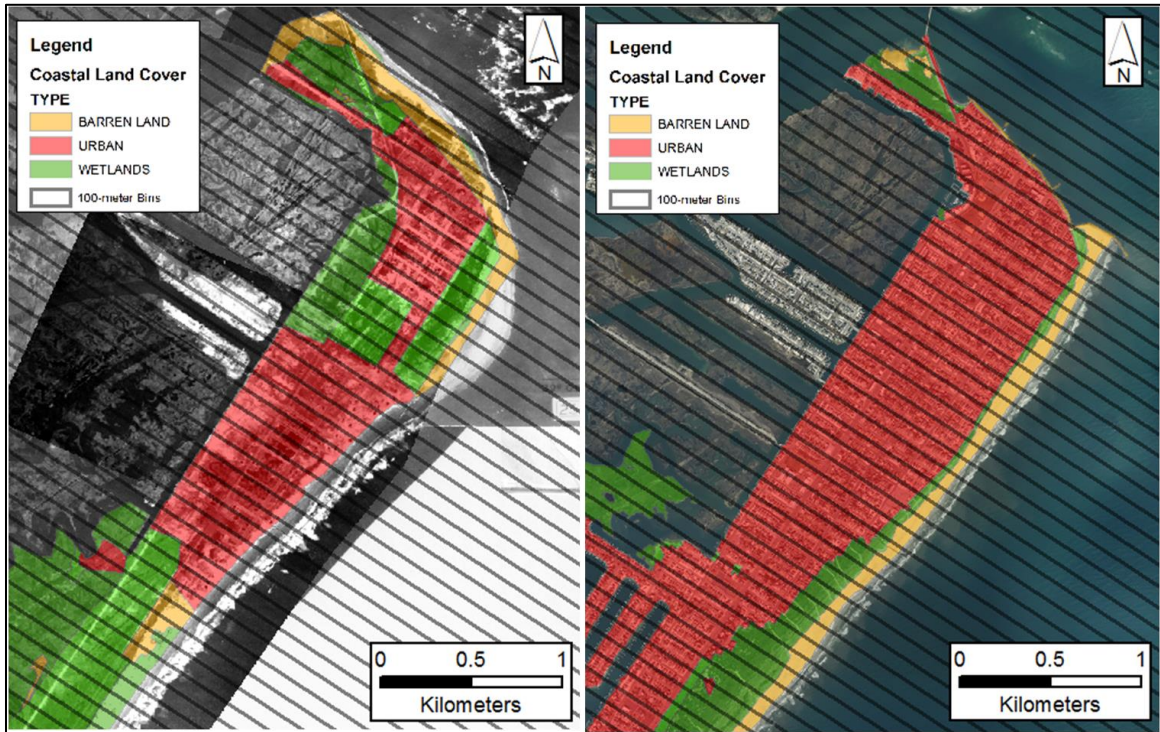 Legend
Coastal Land Cover
TYPE
BARREN LAND
URBAN
WETLANDS
100-meter Bins
N
0 0.5 1
Kilometers
Legend
Coastal Land Cover
TYPE
BARREN LAND
URBAN
WETLANDS
100-meter Bins
N
0 0.5 1
Kilometers